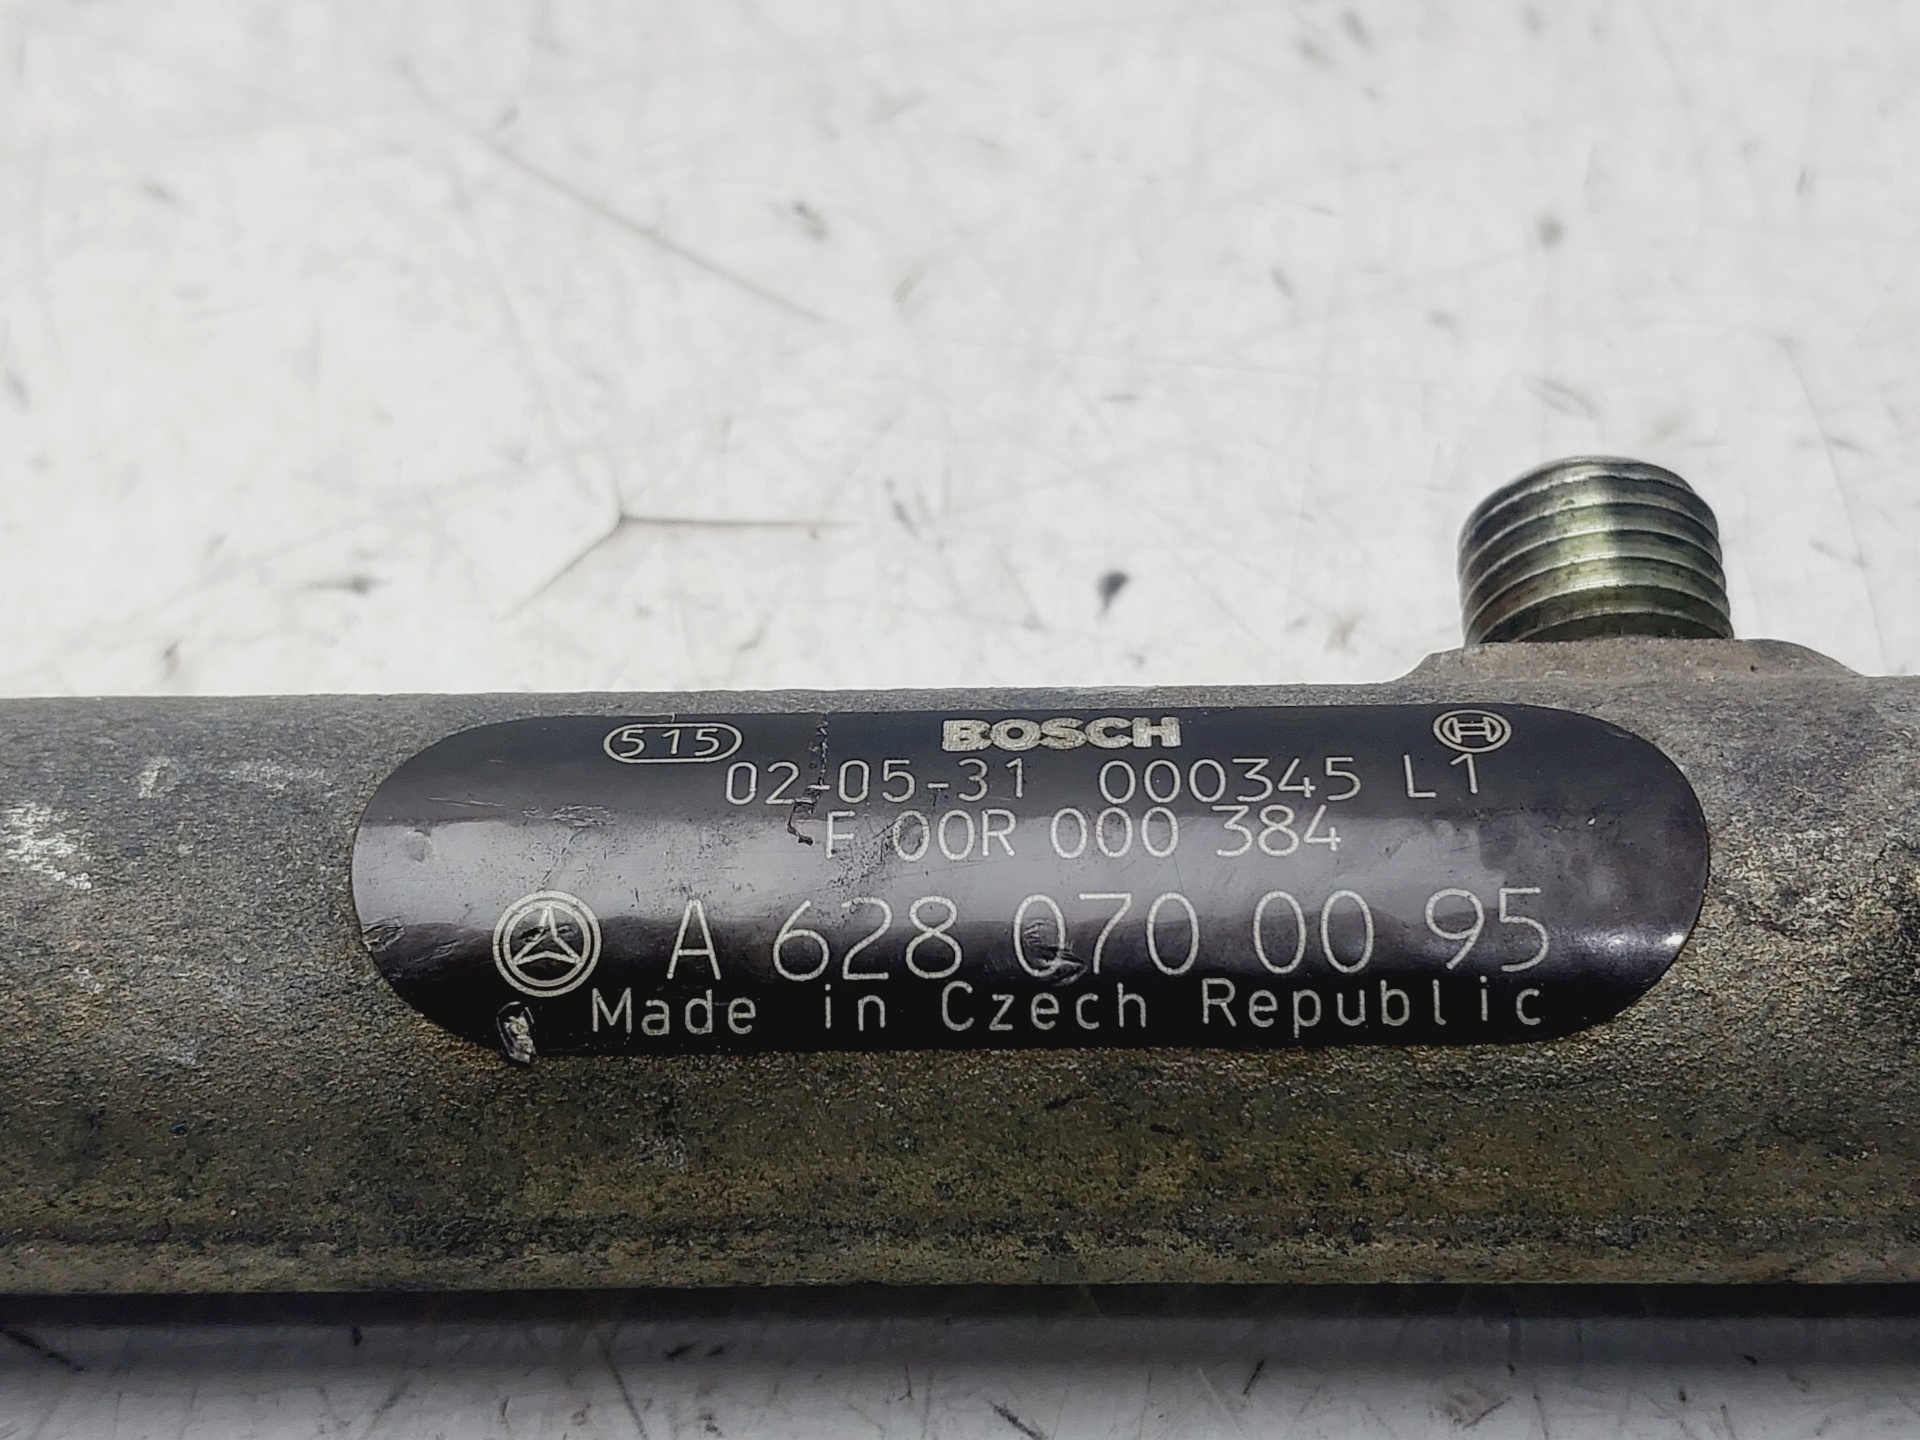 515 BOSCH
02-05-31 000345 L1
F 00R 000 384
A 628 070 00 95
Made in Czech Republic